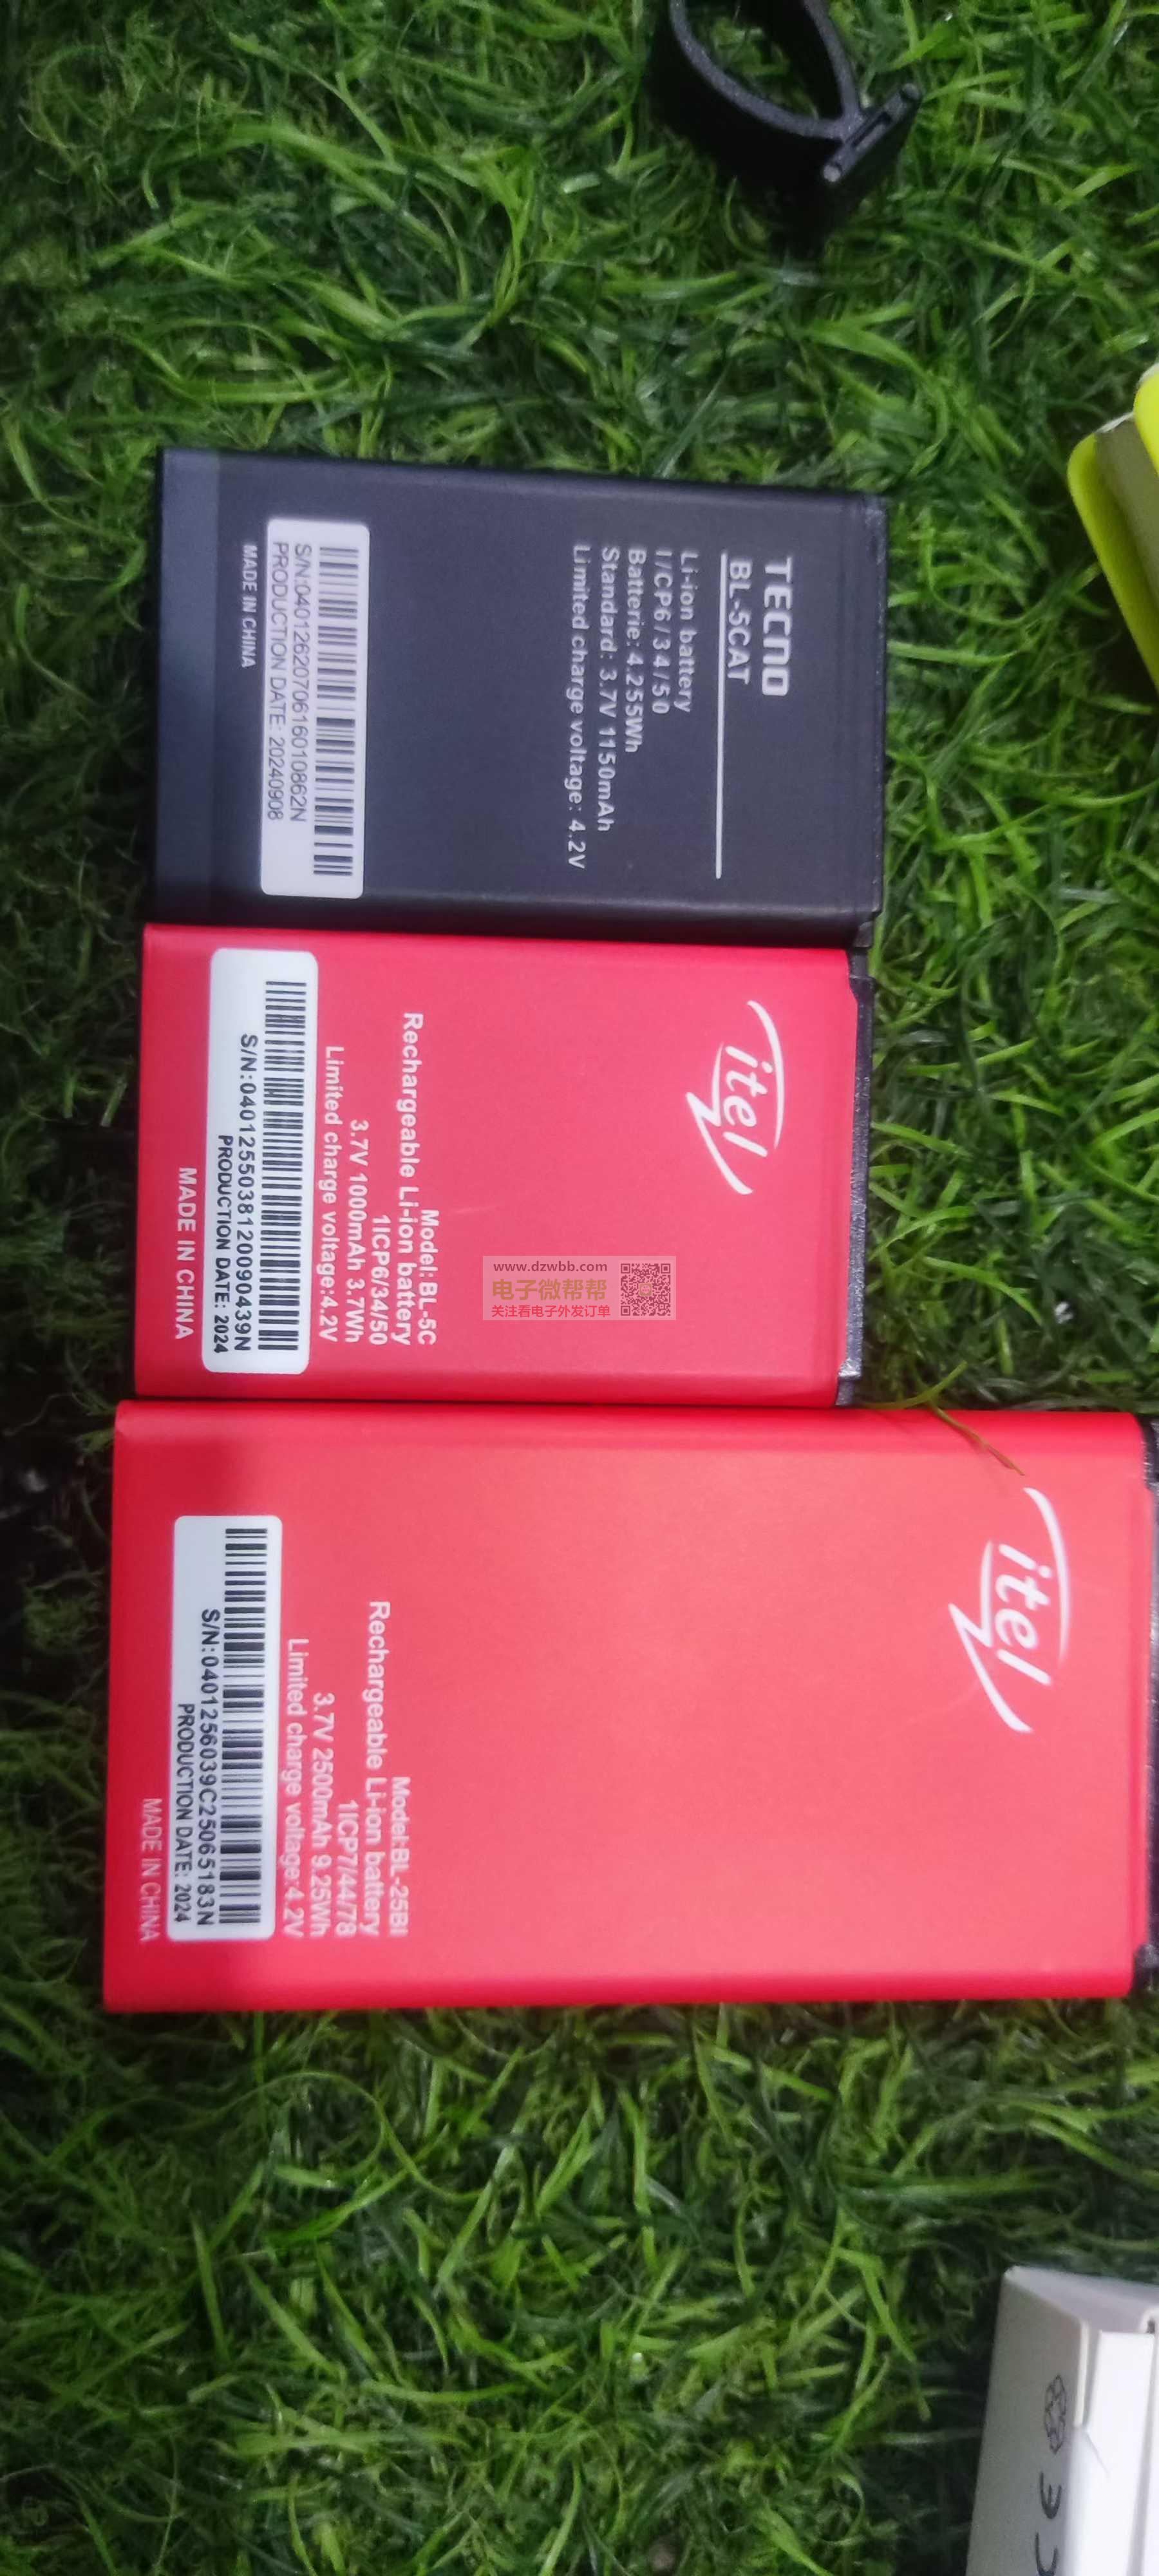 TECNO
BL-5CAT
Li-ion battery
I/CP6/34/50
Batterie: 4.255Wh
Standard: 3.7V 1150mAh
Limited charge voltage: 4.2V
S/N:0401262070616010862N
PRODUCTION DATE: 20240908
MADE IN CHINA
itel
Model: BL-5C
Rechargeable Li-ion battery
1ICP6/34/50
3.7V 1000mAh 3.7Wh
Limited charge voltage:4.2V
S/N:0401255038120090439N
PRODUCTION DATE: 2024
MADE IN CHINA
www.dzwbb.com
电子微帮帮
关注看电子外发订单
itel
Model:BL-25BI
Rechargeable Li-ion battery
1ICP7/44/78
3.7V 2500mAh 9.25Wh
Limited charge voltage:4.2V
S/N:0401256039C25065183N
PRODUCTION DATE: 2024
MADE IN CHINA